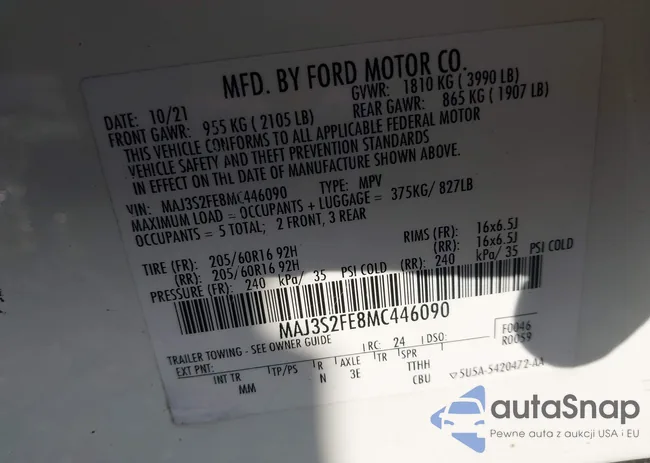 MFD. BY FORD MOTOR CO.
DATE: 10/21 GVWR: 1810 KG ( 3990 LB)
FRONT GAWR: 955 KG ( 2105 LB) REAR GAWR: 865 KG ( 1907 LB)
THIS VEHICLE CONFORMS TO ALL APPLICABLE FEDERAL MOTOR
VEHICLE SAFETY AND THEFT PREVENTION STANDARDS
IN EFFECT ON THE DATE OF MANUFACTURE SHOWN ABOVE.
VIN: MAJ3S2FE8MC446090 TYPE: MPV
MAXIMUM LOAD = OCCUPANTS + LUGGAGE = 375KG/ 827LB
OCCUPANTS = 5 TOTAL; 2 FRONT, 3 REAR
TIRE (FR): 205/60R16 92H RIMS (FR): 16x6.5J
(RR): 205/60R16 92H (RR): 16x6.5J
PRESSURE (FR): 240 kPa/ 35 PSI COLD (RR): 240 kPa/ 35 PSI COLD
MAJ3S2FE8MC446090
TRAILER TOWING - SEE OWNER GUIDE
EXT PNT: RC: 24 DSO: F0046
R0059
INT TR TP/PS R AXLE TR SPR
MM N 3E TTHH
CBU SUSA-5420472-AA
autaSnap
Pewne auta z aukcji USA i EU